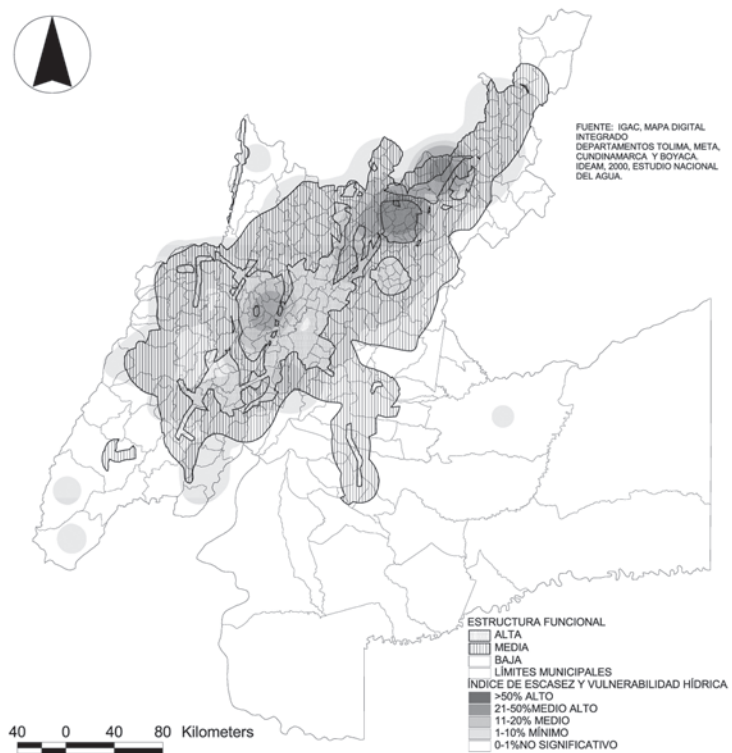 FUENTE: IGAC, MAPA DIGITAL
INTEGRADO
DEPARTAMENTOS TOLIMA, META,
CUNDINAMARCA Y BOYACA.
IDEAM, 2000, ESTUDIO NACIONAL
DEL AGUA.
ESTRUCTURA FUNCIONAL
ALTA
MEDIA
BAJA
LÍMITES MUNICIPALES
ÍNDICE DE ESCASEZ Y VULNERABILIDAD HÍDRICA
>50% ALTO
21-50%MEDIO ALTO
11-20% MEDIO
1-10% MÍNIMO
0-1%NO SIGNIFICATIVO
40 0 40 80 Kilometers